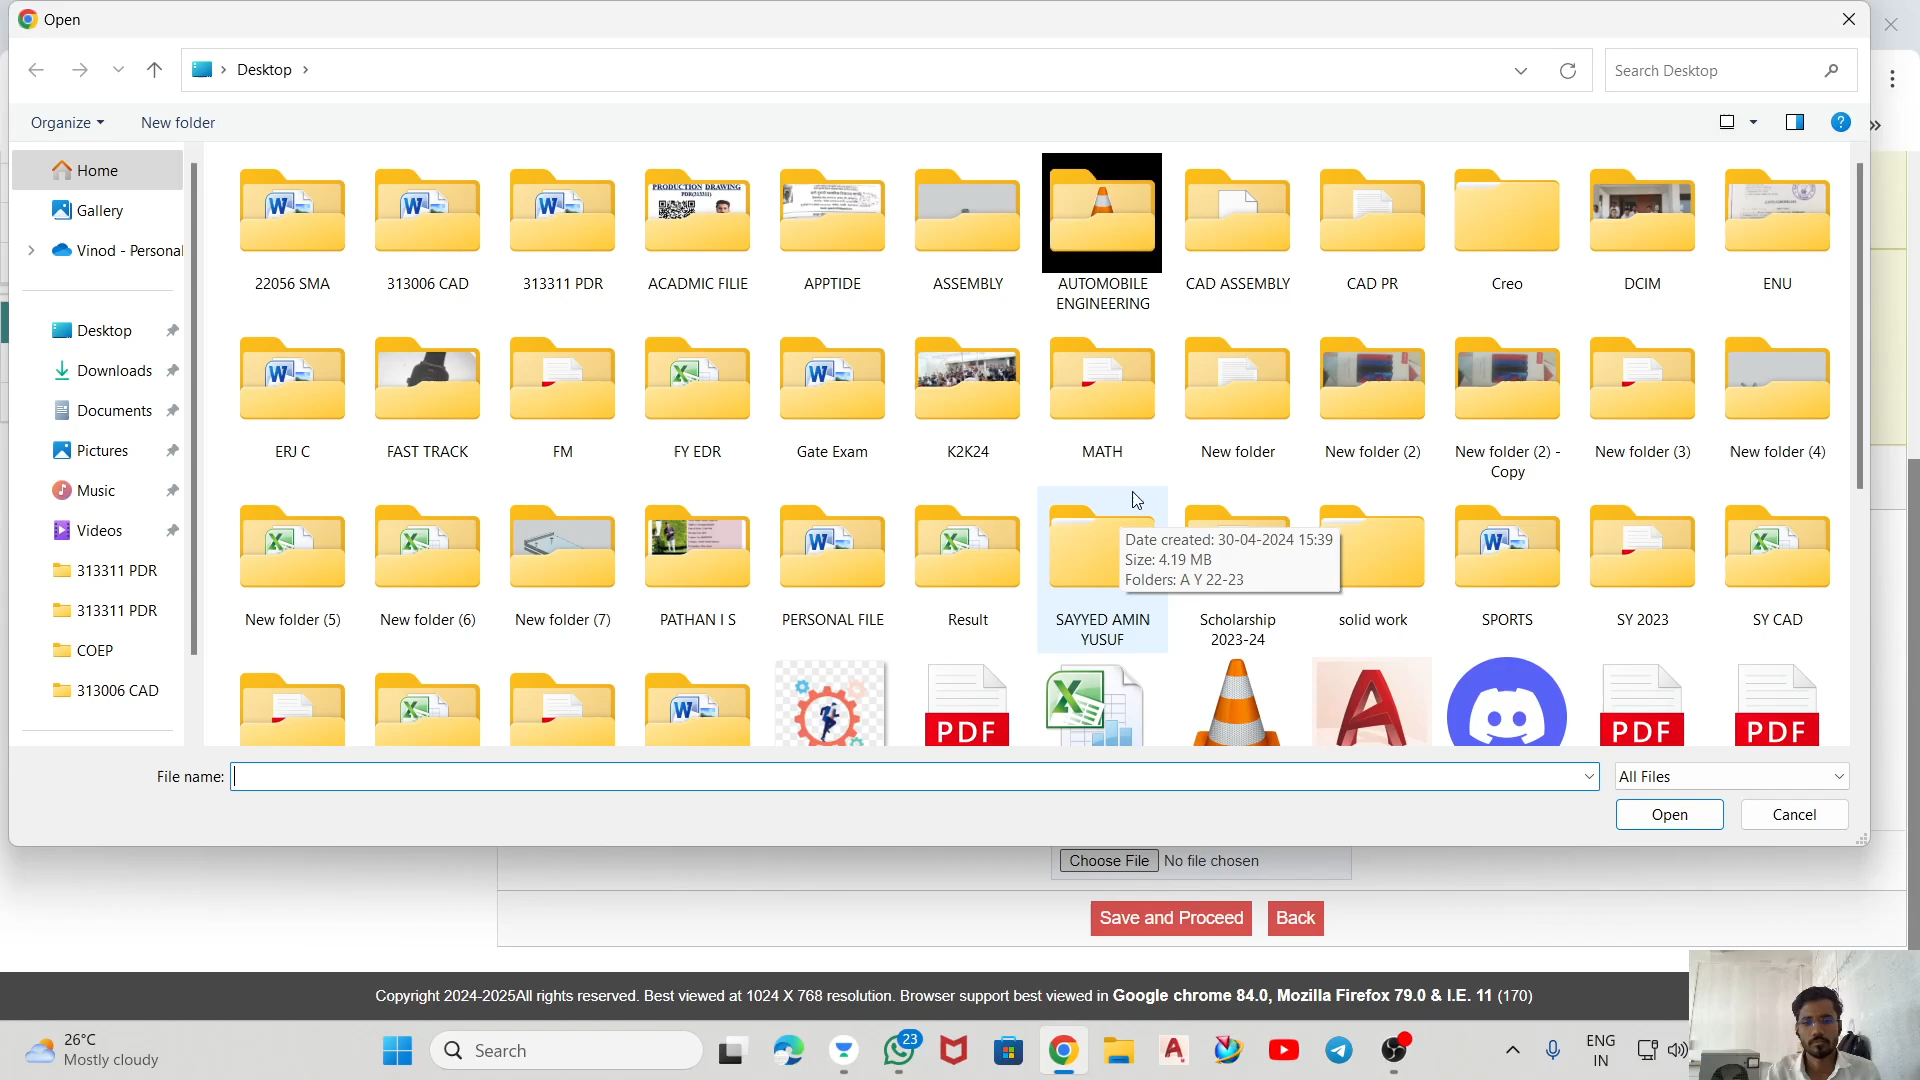 Open
Desktop
Search Desktop
Organize
New folder
Home
Gallery
Vinod - Personal
Desktop
Downloads
Documents
Pictures
Music
Videos
313311 PDR
313311 PDR
COEP
313006 CAD
PRODUCTION DRAWING
PDR(313311)
22056 SMA
313006 CAD
313311 PDR
ACADMIC FILIE
APPTIDE
ASSEMBLY
AUTOMOBILE
ENGINEERING
CAD ASSEMBLY
CAD PR
Creo
DCIM
ENU
ERJ C
FAST TRACK
FM
FY EDR
Gate Exam
K2K24
MATH
New folder
New folder (2)
New folder (2) -
Copy
New folder (3)
New folder (4)
Date created: 30-04-2024 15:39
Size: 4.19 MB
Folders: A Y 22-23
New folder (5)
New folder (6)
New folder (7)
PATHAN I S
PERSONAL FILE
Result
SAYYED AMIN
YUSUF
Scholarship
2023-24
solid work
SPORTS
SY 2023
SY CAD
PDF
PDF
PDF
File name:
All Files
Open
Cancel
Choose File No file chosen
Save and Proceed
Back
Copyright 2024-2025All rights reserved. Best viewed at 1024 X 768 resolution. Browser support best viewed in Google chrome 84.0, Mozilla Firefox 79.0 & I.E. 11 (170)
26°C
Mostly cloudy
Search
23
ENG
IN